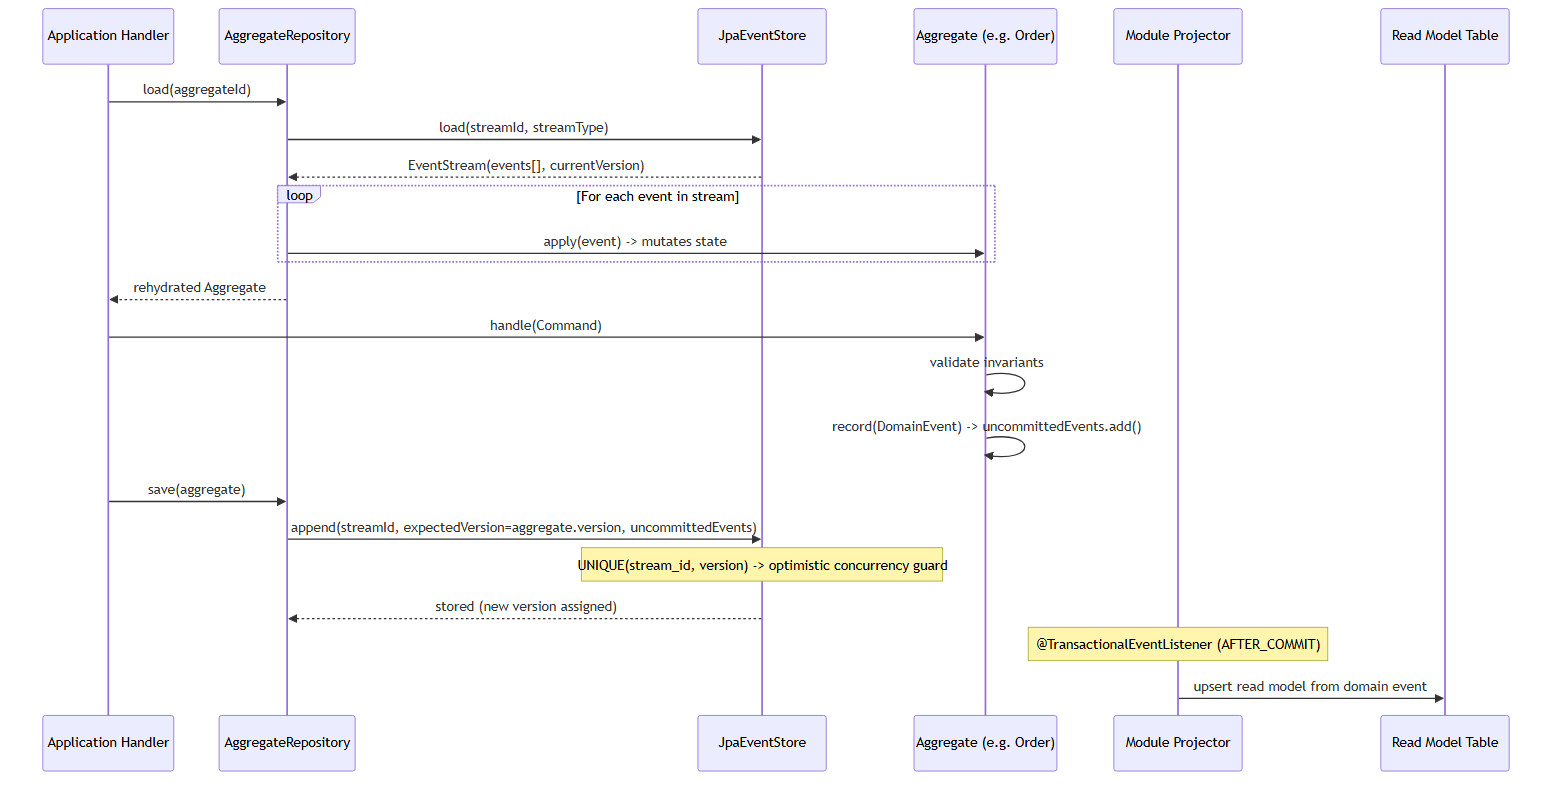 Application Handler
AggregateRepository
JpaEventStore
Aggregate (e.g. Order)
Module Projector
Read Model Table
load(aggregateId)
load(streamId, streamType)
EventStream(events[], currentVersion)
loop
[For each event in stream]
apply(event) -> mutates state
rehydrated Aggregate
handle(Command)
validate invariants
record(DomainEvent) -> uncommittedEvents.add()
save(aggregate)
append(streamId, expectedVersion=aggregate.version, uncommittedEvents)
UNIQUE(stream_id, version) -> optimistic concurrency guard
stored (new version assigned)
@TransactionalEventListener (AFTER_COMMIT)
upsert read model from domain event
Application Handler
AggregateRepository
JpaEventStore
Aggregate (e.g. Order)
Module Projector
Read Model Table